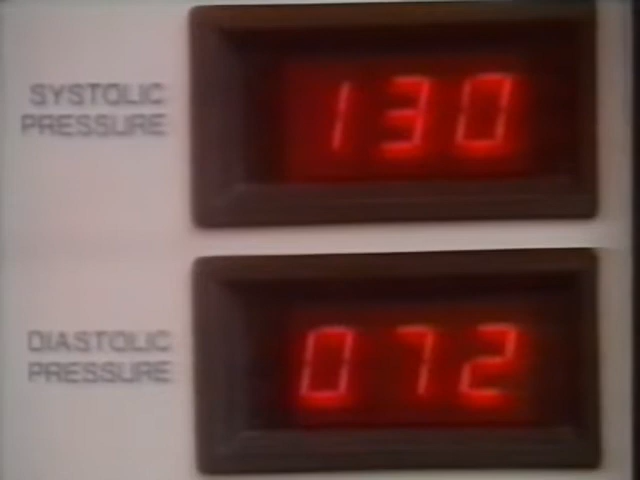 SYSTOLIC
PRESSURE
130
DIASTOLIC
PRESSURE
072